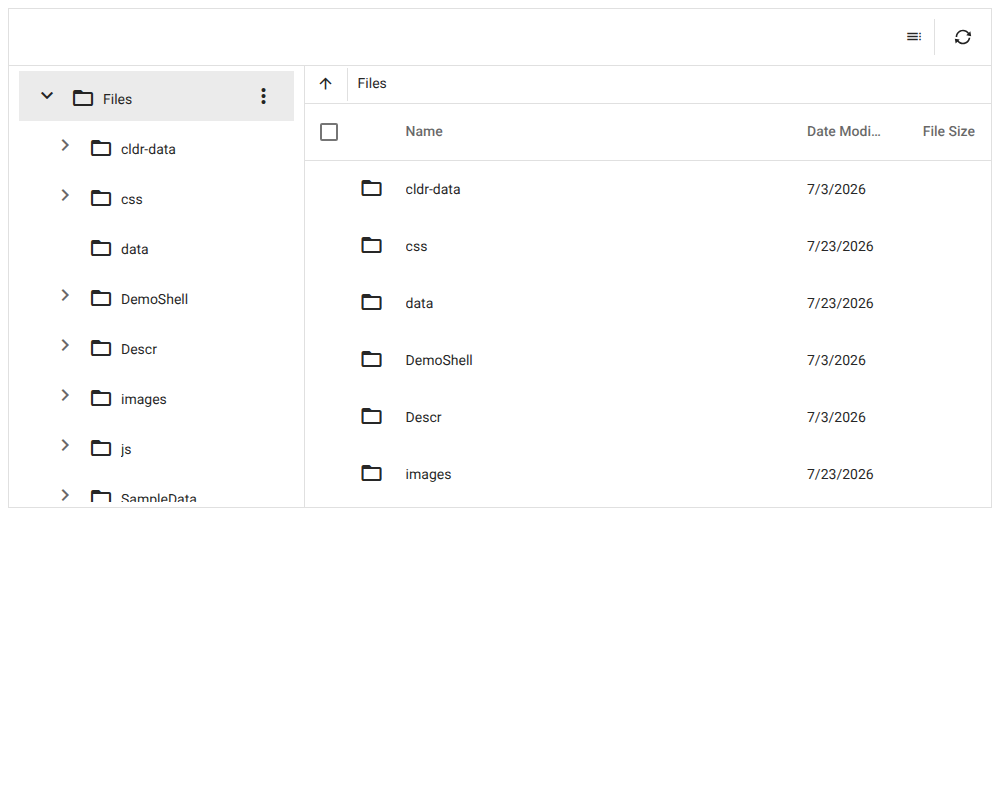 Files
cldr-data
css
data
DemoShell
Descr
images
js
SampleData
Files
Name Date Modi... File Size
cldr-data 7/3/2026
css 7/23/2026
data 7/23/2026
DemoShell 7/3/2026
Descr 7/3/2026
images 7/23/2026